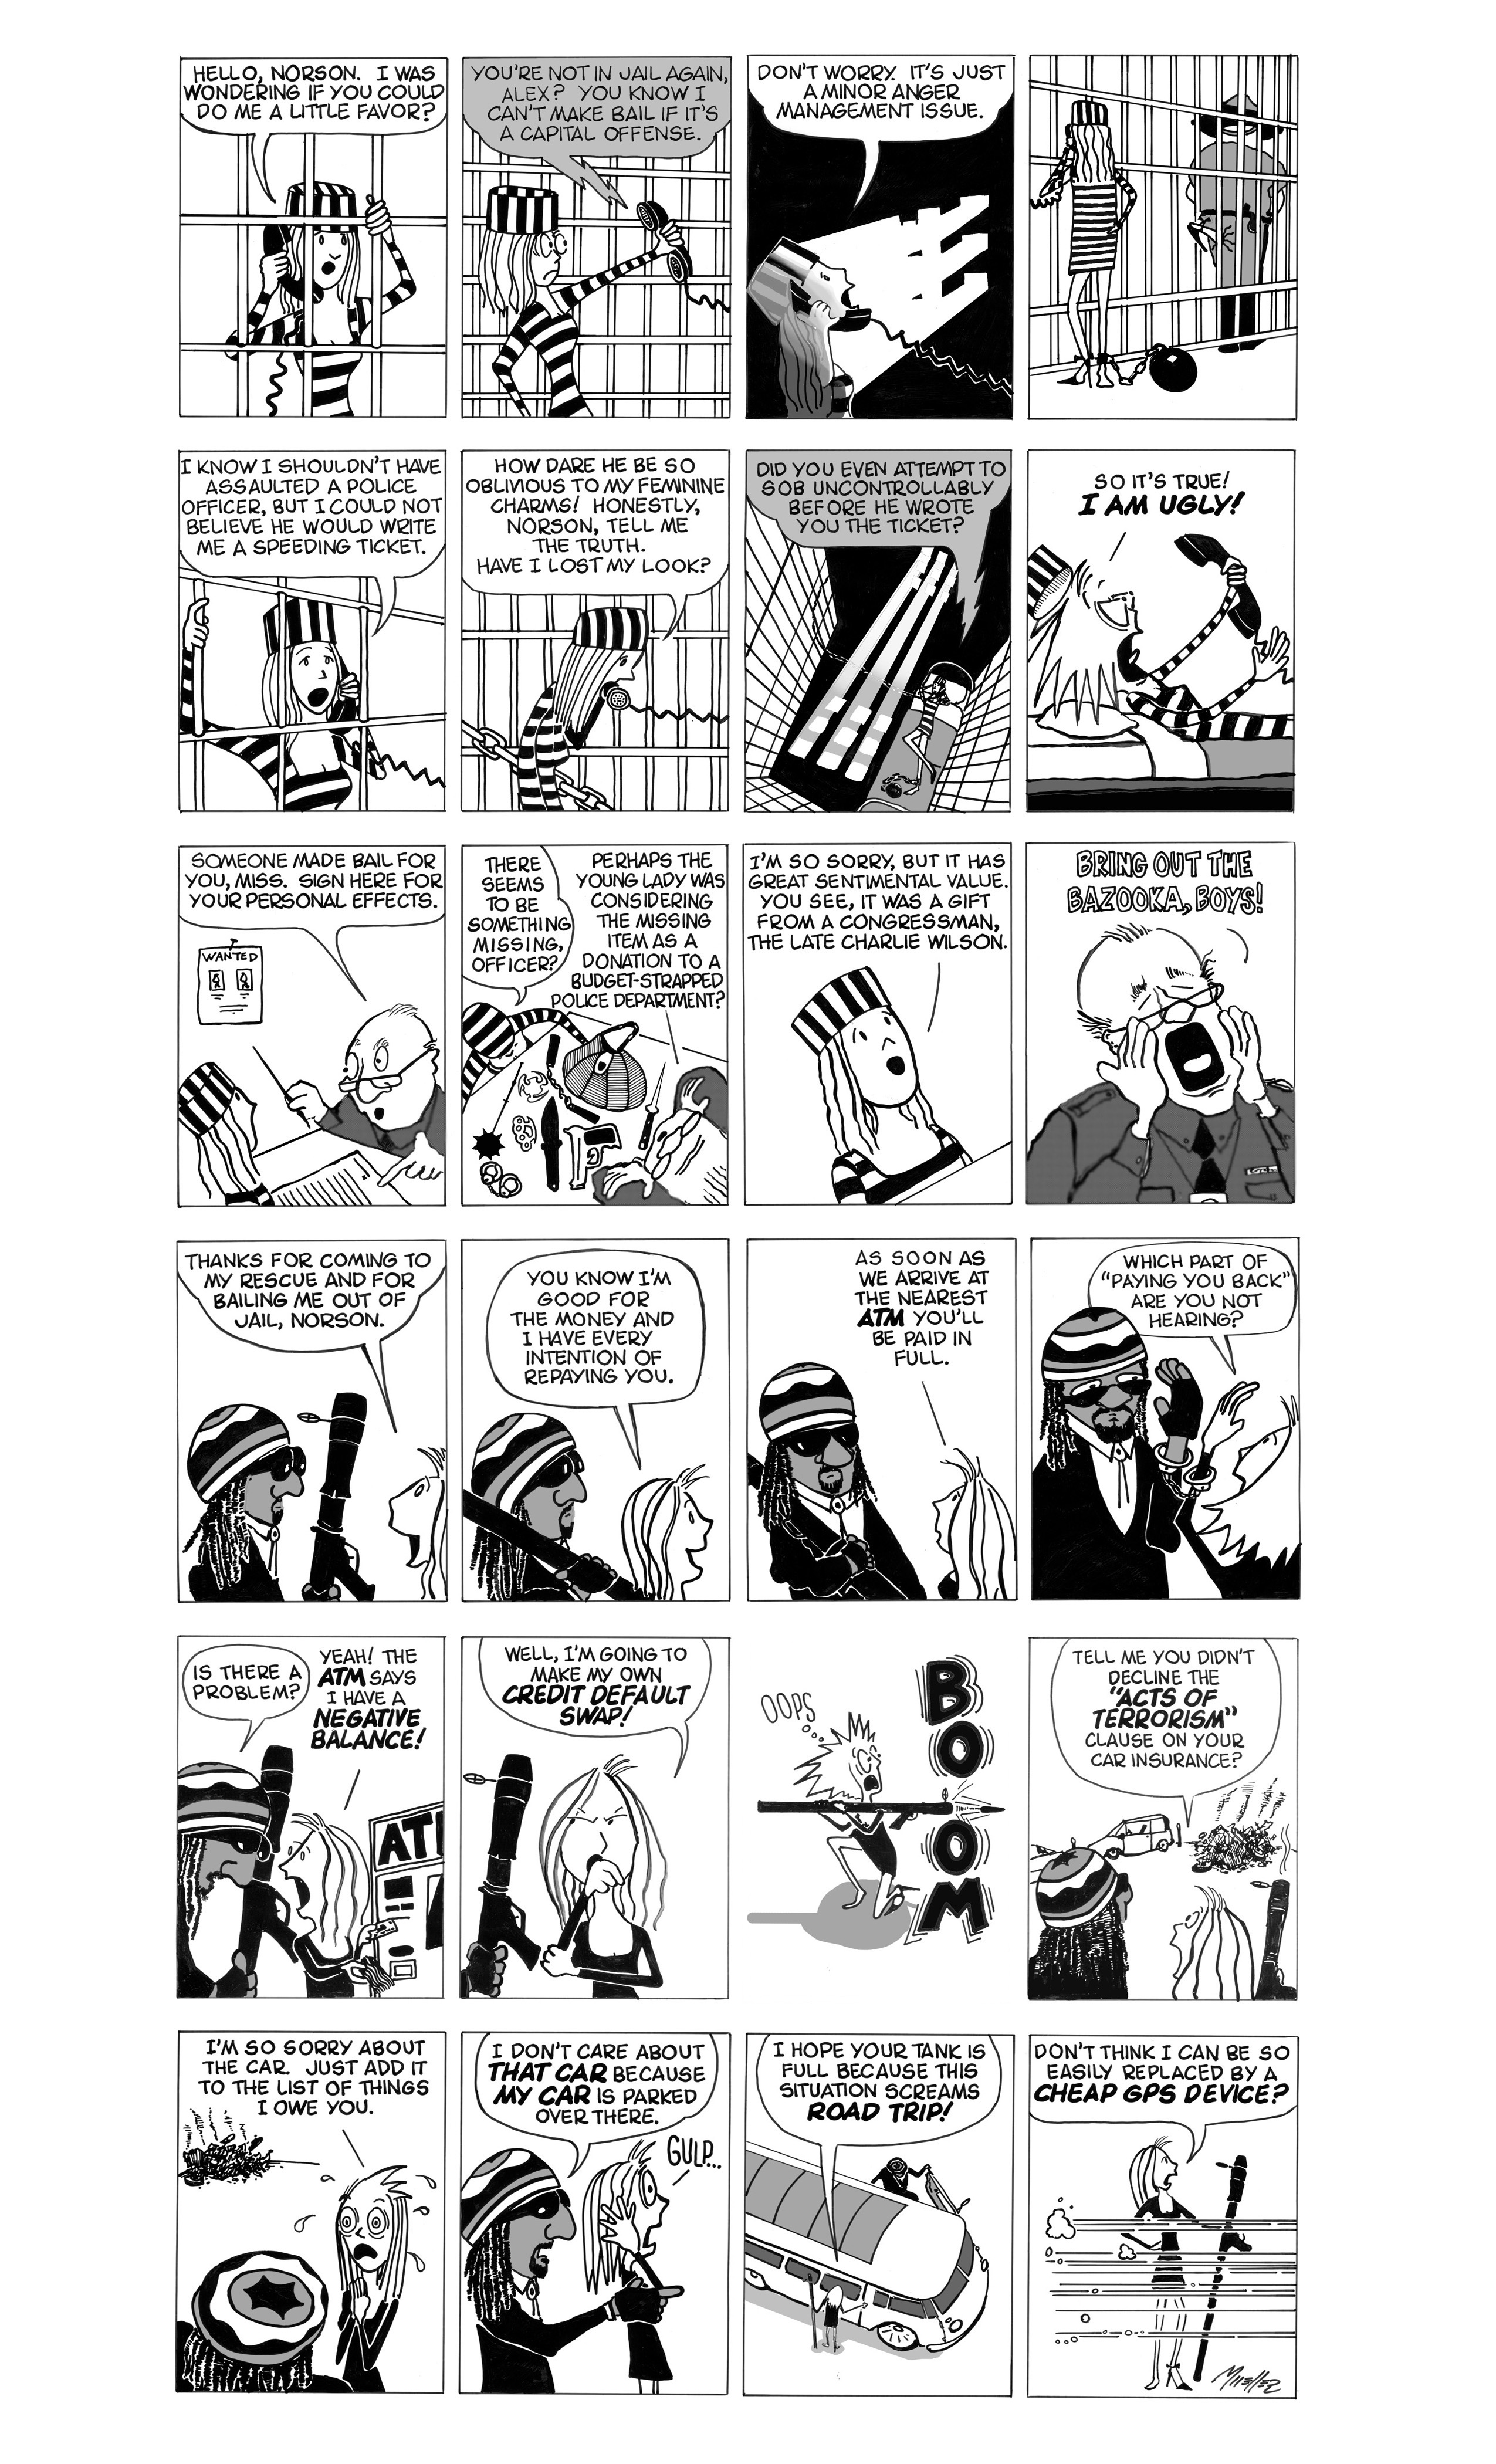 HELLO, NORSON. I WAS
WONDERING IF YOU COULD
DO ME A LITTLE FAVOR?
YOU'RE NOT IN JAIL AGAIN,
ALEX? YOU KNOW I
CAN'T MAKE BAIL IF IT'S
A CAPITAL OFFENSE.
DON'T WORRY. IT'S JUST
A MINOR ANGER
MANAGEMENT ISSUE.
I KNOW I SHOULDN'T HAVE
ASSAULTED A POLICE
OFFICER, BUT I COULD NOT
BELIEVE HE WOULD WRITE
ME A SPEEDING TICKET.
HOW DARE HE BE SO
OBLIVIOUS TO MY FEMININE
CHARMS! HONESTLY,
NORSON, TELL ME
THE TRUTH.
HAVE I LOST MY LOOK?
DID YOU EVEN ATTEMPT TO
SOB UNCONTROLLABLY
BEFORE HE WROTE
YOU THE TICKET?
SO IT'S TRUE!
I AM UGLY!
SOMEONE MADE BAIL FOR
YOU, MISS. SIGN HERE FOR
YOUR PERSONAL EFFECTS.
WANTED
THERE
SEEMS
TO BE
SOMETHING
MISSING,
OFFICER?
PERHAPS THE
YOUNG LADY WAS
CONSIDERING
THE MISSING
ITEM AS A
DONATION TO A
BUDGET-STRAPPED
POLICE DEPARTMENT?
I'M SO SORRY, BUT IT HAS
GREAT SENTIMENTAL VALUE.
YOU SEE, IT WAS A GIFT
FROM A CONGRESSMAN,
THE LATE CHARLIE WILSON.
BRING OUT THE
BAZOOKA, BOYS!
THANKS FOR COMING TO
MY RESCUE AND FOR
BAILING ME OUT OF
JAIL, NORSON.
YOU KNOW I'M
GOOD FOR
THE MONEY AND
I HAVE EVERY
INTENTION OF
REPAYING YOU.
AS SOON AS
WE ARRIVE AT
THE NEAREST
ATM YOU'LL
BE PAID IN
FULL.
WHICH PART OF
"PAYING YOU BACK"
ARE YOU NOT
HEARING?
IS THERE A
PROBLEM?
YEAH! THE
ATM SAYS
I HAVE A
NEGATIVE
BALANCE!
AT
WELL, I'M GOING TO
MAKE MY OWN
CREDIT DEFAULT
SWAP!
OOPS
BOOM
TELL ME YOU DIDN'T
DECLINE THE
"ACTS OF
TERRORISM"
CLAUSE ON YOUR
CAR INSURANCE?
I'M SO SORRY ABOUT
THE CAR. JUST ADD IT
TO THE LIST OF THINGS
I OWE YOU.
I DON'T CARE ABOUT
THAT CAR BECAUSE
MY CAR IS PARKED
OVER THERE.
GULP...
I HOPE YOUR TANK IS
FULL BECAUSE THIS
SITUATION SCREAMS
ROAD TRIP!
DON'T THINK I CAN BE SO
EASILY REPLACED BY A
CHEAP GPS DEVICE?